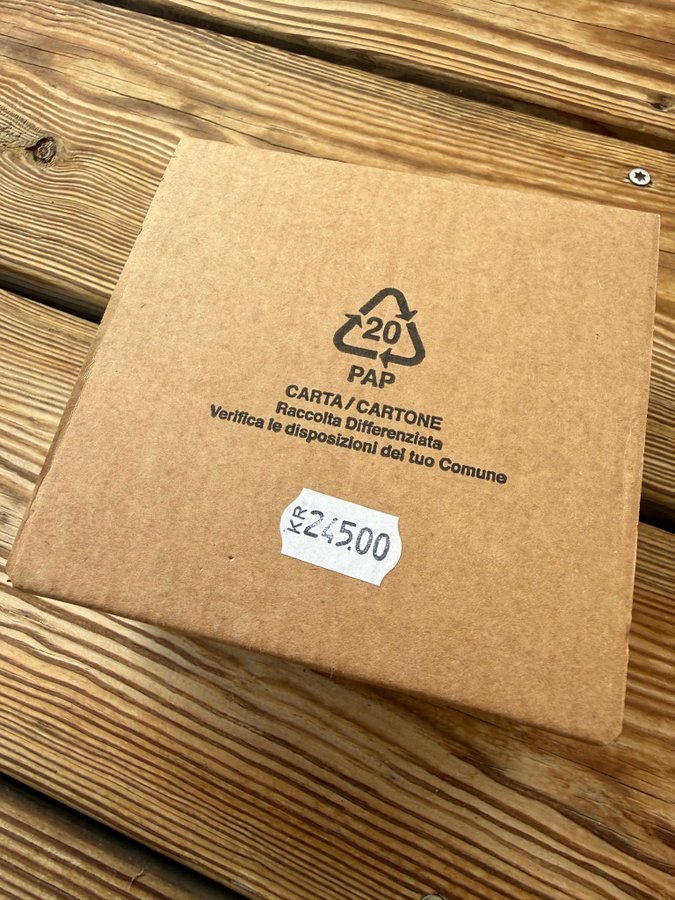 20
PAP
CARTA/CARTONE
Raccolta Differenziata
Verifica le disposizioni del tuo Comune
KR 245.00